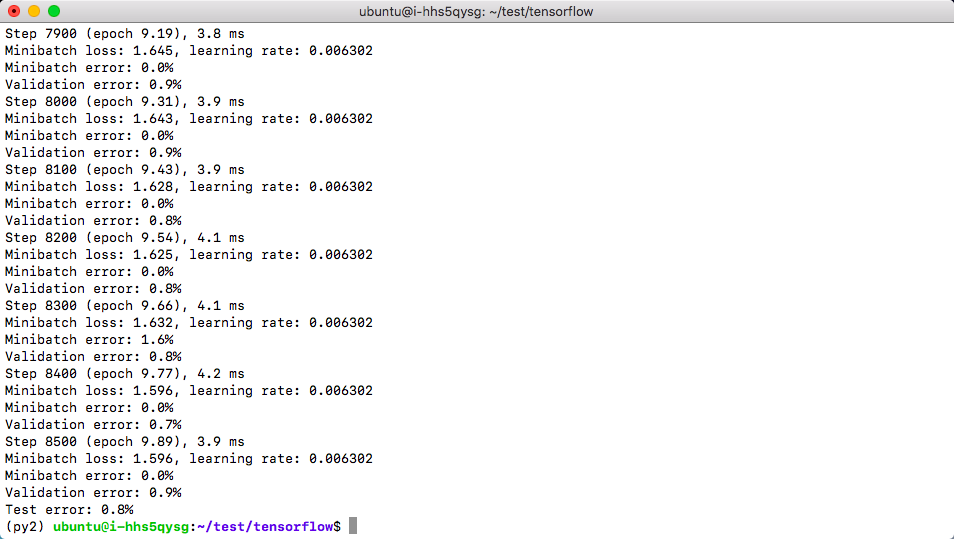 ubuntu@i-hhs5qysg: ~/test/tensorflow
Step 7900 (epoch 9.19), 3.8 ms
Minibatch loss: 1.645, learning rate: 0.006302
Minibatch error: 0.0%
Validation error: 0.9%
Step 8000 (epoch 9.31), 3.9 ms
Minibatch loss: 1.643, learning rate: 0.006302
Minibatch error: 0.0%
Validation error: 0.9%
Step 8100 (epoch 9.43), 3.9 ms
Minibatch loss: 1.628, learning rate: 0.006302
Minibatch error: 0.0%
Validation error: 0.8%
Step 8200 (epoch 9.54), 4.1 ms
Minibatch loss: 1.625, learning rate: 0.006302
Minibatch error: 0.0%
Validation error: 0.8%
Step 8300 (epoch 9.66), 4.1 ms
Minibatch loss: 1.632, learning rate: 0.006302
Minibatch error: 1.6%
Validation error: 0.8%
Step 8400 (epoch 9.77), 4.2 ms
Minibatch loss: 1.596, learning rate: 0.006302
Minibatch error: 0.0%
Validation error: 0.7%
Step 8500 (epoch 9.89), 3.9 ms
Minibatch loss: 1.596, learning rate: 0.006302
Minibatch error: 0.0%
Validation error: 0.9%
Test error: 0.8%
(py2) ubuntu@i-hhs5qysg:~/test/tensorflow$